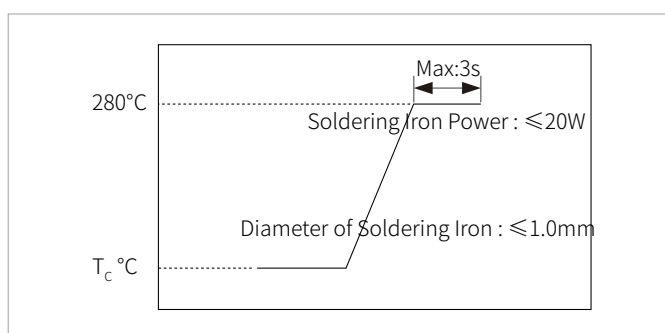 Max:3s
280°C
Soldering Iron Power : ≤20W
Diameter of Soldering Iron : ≤1.0mm
Tc °C